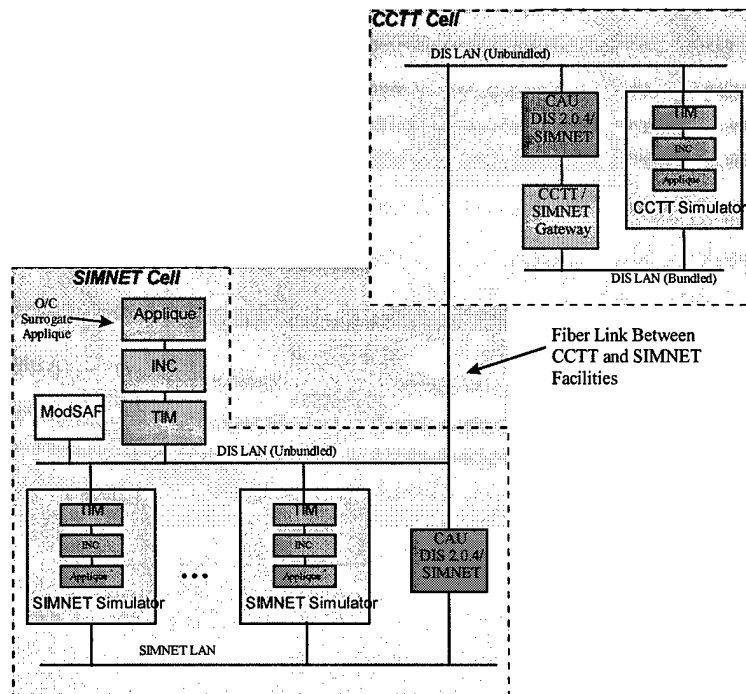 CCTT Cell
DIS LAN (Unbundled)
CAU
DIS 2.0.4/
SIMNET
TIM
INC
Applique
CCTT /
SIMNET
Gateway
CCTT Simulator
DIS LAN (Bundled)
SIMNET Cell
O/C
Surrogate
Applique
Applique
INC
TIM
ModSAF
Fiber Link Between
CCTT and SIMNET
Facilities
DIS LAN (Unbundled)
TIM
INC
Applique
SIMNET Simulator
...
TIM
INC
Applique
SIMNET Simulator
CAU
DIS 2.0.4/
SIMNET
SIMNET LAN